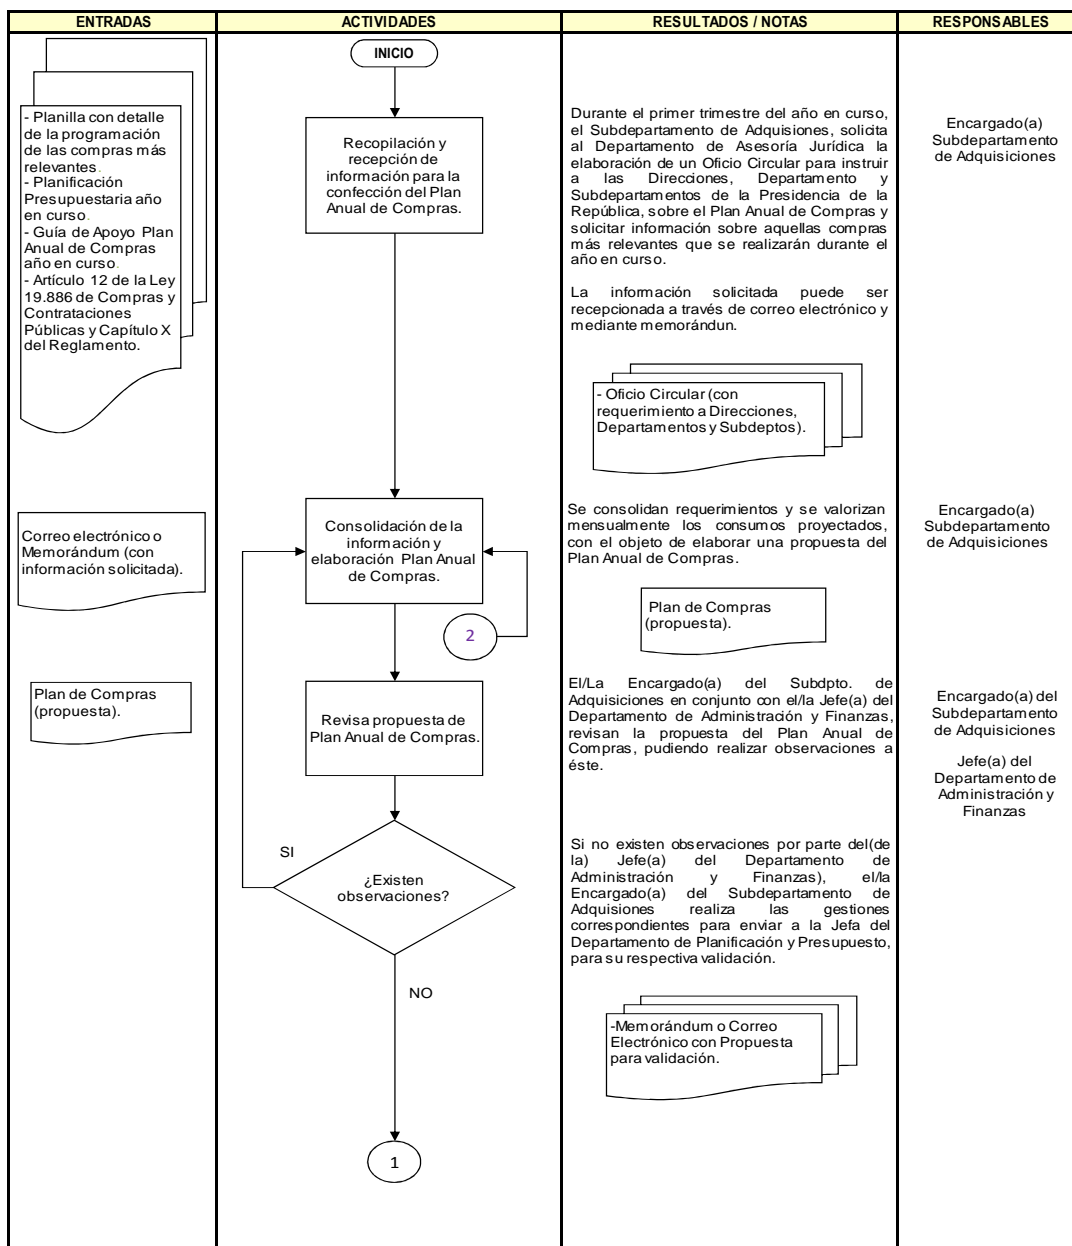 ENTRADAS
ACTIVIDADES
RESULTADOS / NOTAS
RESPONSABLES
- Planilla con detalle
de la programación
de las compras más
relevantes.
- Planificación
Presupuestaria año
en curso.
- Guía de Apoyo Plan
Anual de Compras
año en curso.
- Artículo 12 de la Ley
19.886 de Compras y
Contrataciones
Públicas y Capítulo X
del Reglamento.
INICIO
Recopilación y
recepción de
información para la
confección del Plan
Anual de Compras.
Durante el primer trimestre del año en curso,
el Subdepartamento de Adquisiones, solicita
al Departamento de Asesoría Jurídica la
elaboración de un Oficio Circular para instruir
a las Direcciones, Departamento y
Subdepartamentos de la Presidencia de la
República, sobre el Plan Anual de Compras y
solicitar información sobre aquellas compras
más relevantes que se realizarán durante el
año en curso.
La información solicitada puede ser
recepcionada a través de correo electrónico y
mediante memorándun.
- Oficio Circular (con
requerimiento a Direcciones,
Departamentos y Subdeptos).
Encargado(a)
Subdepartamento
de Adquisiciones
Correo electrónico o
Memorándum (con
información solicitada).
Consolidación de la
información y
elaboración Plan Anual
de Compras.
2
Se consolidan requerimientos y se valorizan
mensualmente los consumos proyectados,
con el objeto de elaborar una propuesta del
Plan Anual de Compras.
Plan de Compras
(propuesta).
Encargado(a)
Subdepartamento
de Adquisiciones
Plan de Compras
(propuesta).
Revisa propuesta de
Plan Anual de Compras.
El/La Encargado(a) del Subdpto. de
Adquisiciones en conjunto con el/la Jefe(a) del
Departamento de Administración y Finanzas,
revisan la propuesta del Plan Anual de
Compras, pudiendo realizar observaciones a
éste.
Encargado(a) del
Subdepartamento
de Adquisiciones
Jefe(a) del
Departamento de
Administración y
Finanzas
SI
¿Existen
observaciones?
NO
Si no existen observaciones por parte del(de
la) Jefe(a) del Departamento de
Administración y Finanzas), el/la
Encargado(a) del Subdepartamento de
Adquisiones realiza las gestiones
correspondientes para enviar a la Jefa del
Departamento de Planificación y Presupuesto,
para su respectiva validación.
-Memorándum o Correo
Electrónico con Propuesta
para validación.
1